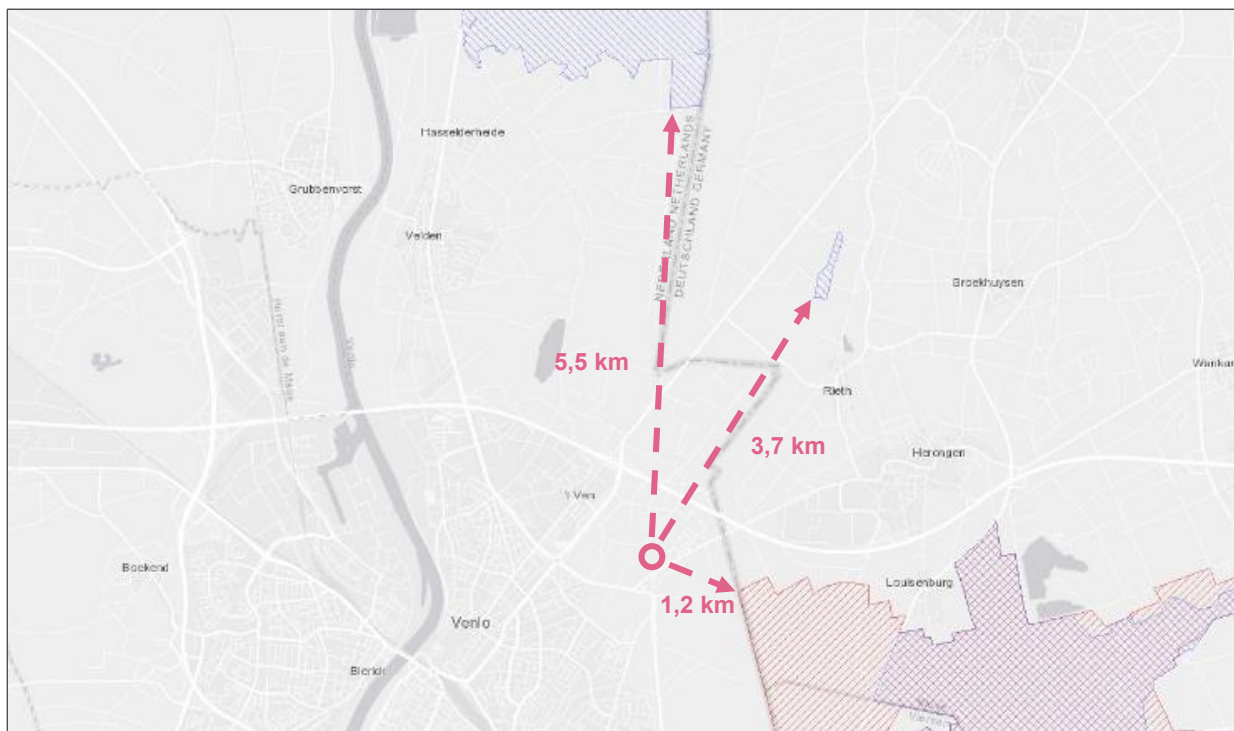 Hasselderheide
Grubbenvorst
Velden
NEDERLAND NETHERLANDS
DEUTSCHLAND GERMANY
Broekhuysen
5,5 km
Rieth
3,7 km
Herongen
't Ven
Boekend
Louisenburg
1,2 km
Venlo
Blerick